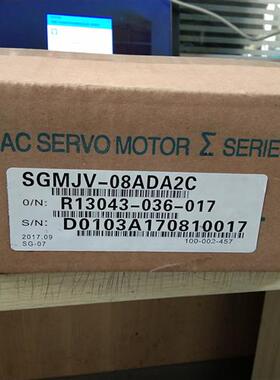 AC SERVO MOTOR Σ SERIE
SGMJV-08ADA2C
O/N: R13043-036-017
S/N: D0103A170810017
2017.09
SG-07
100-002-457